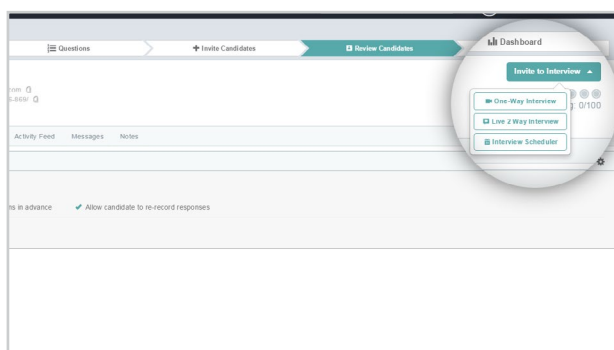 Questions
Invite Candidates
Review Candidates
Dashboard
Invite to Interview
One-Way Interview
g: 0/100
Live 2 Way Interview
Interview Scheduler
Activity Feed Messages Notes
in advance Allow candidate to re-record responses